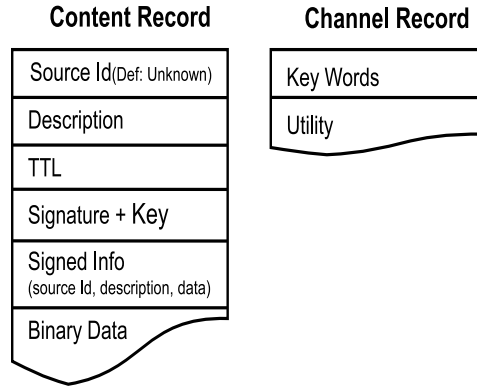 Content Record
Source Id(Def: Unknown)
Description
TTL
Signature + Key
Signed Info
(source Id, description, data)
Binary Data
Channel Record
Key Words
Utility